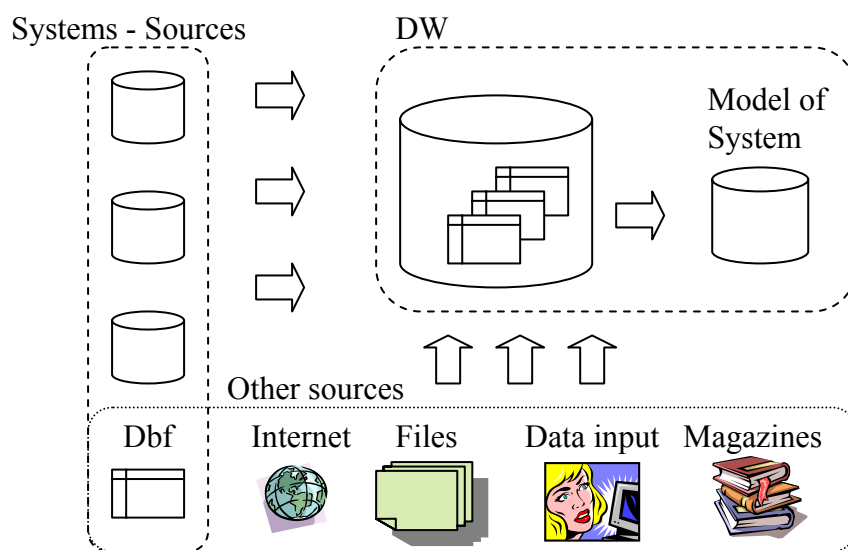 Systems - Sources
DW
Model of
System
Other sources
Dbf
Internet
Files
Data input
Magazines